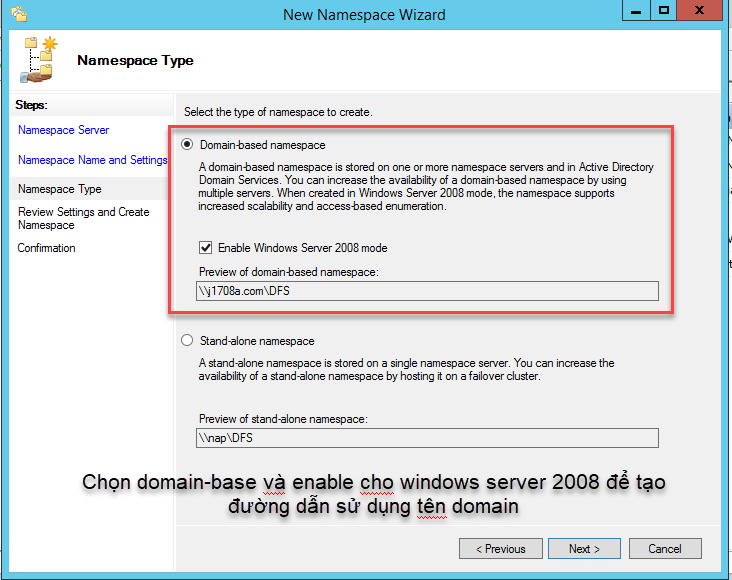 New Namespace Wizard
Namespace Type
Steps:
Namespace Server
Namespace Name and Settings
Namespace Type
Review Settings and Create
Namespace
Confirmation
Select the type of namespace to create.
Domain-based namespace
A domain-based namespace is stored on one or more namespace servers and in Active Directory
Domain Services. You can increase the availability of a domain-based namespace by using
multiple servers. When created in Windows Server 2008 mode, the namespace supports
increased scalability and access-based enumeration.
Enable Windows Server 2008 mode
Preview of domain-based namespace:
\\j1708a.com\DFS
Stand-alone namespace
A stand-alone namespace is stored on a single namespace server. You can increase the
availability of a stand-alone namespace by hosting it on a failover cluster.
Preview of stand-alone namespace:
\\nap\DFS
Chọn domain-base và enable cho windows server 2008 để tạo
đường dẫn sử dụng tên domain
< Previous
Next >
Cancel